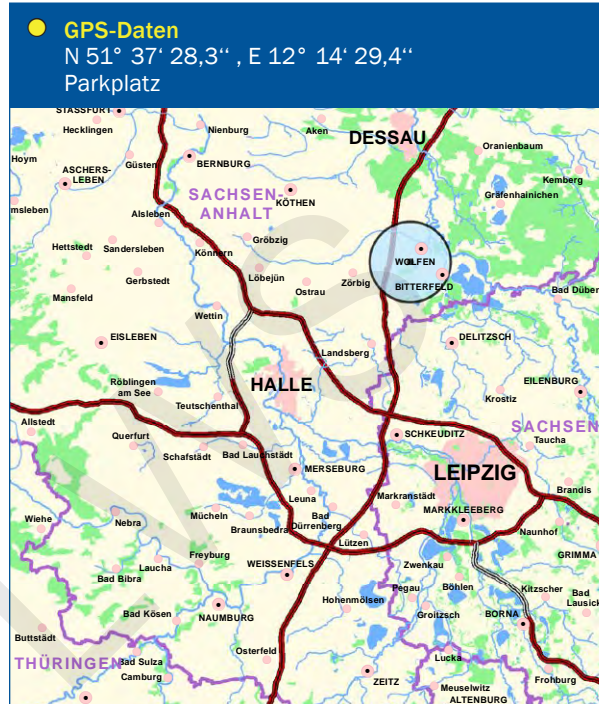 GPS-Daten
N 51° 37‘ 28,3‘‘ , E 12° 14‘ 29,4‘‘
Parkplatz
STASSFURT
Hecklingen
Nienburg
Aken
DESSAU
Oranienbaum
Hoym
Güsten
BERNBURG
ASCHERS-
LEBEN
Kemberg
SACHSEN-
ANHALT
KÖTHEN
Gräfenhainichen
Alsleben
Hettstedt
Sandersleben
Könnern
Gröbzig
WOLFEN
Gerbstedt
Löbejün
Ostrau
Zörbig
BITTERFELD
Mansfeld
Bad Düben
Wettin
EISLEBEN
Landsberg
DELITZSCH
Röblingen
am See
HALLE
EILENBURG
Teutschenthal
Krostiz
Allstedt
Querfurt
SCHKEUDITZ
SACHSEN
Taucha
Schafstädt
Bad Lauchstädt
MERSEBURG
LEIPZIG
Leuna
Markranstädt
Brandis
Wiehe
Nebra
Mücheln
Braunsbedra
Bad
Dürrenberg
MARKKLEEBERG
Naunhof
Lützen
Freyburg
GRIMMA
Laucha
WEISSENFELS
Zwenkau
Bad Bibra
Pegau
Böhlen
Kitzscher
Bad
Lausick
Bad Kösen
NAUMBURG
Hohenmölsen
Groitzsch
BORNA
Buttstädt
Osterfeld
THÜRINGEN
Bad Sulza
Camburg
Lucka
ZEITZ
Meuselwitz
Frohburg
ALTENBURG